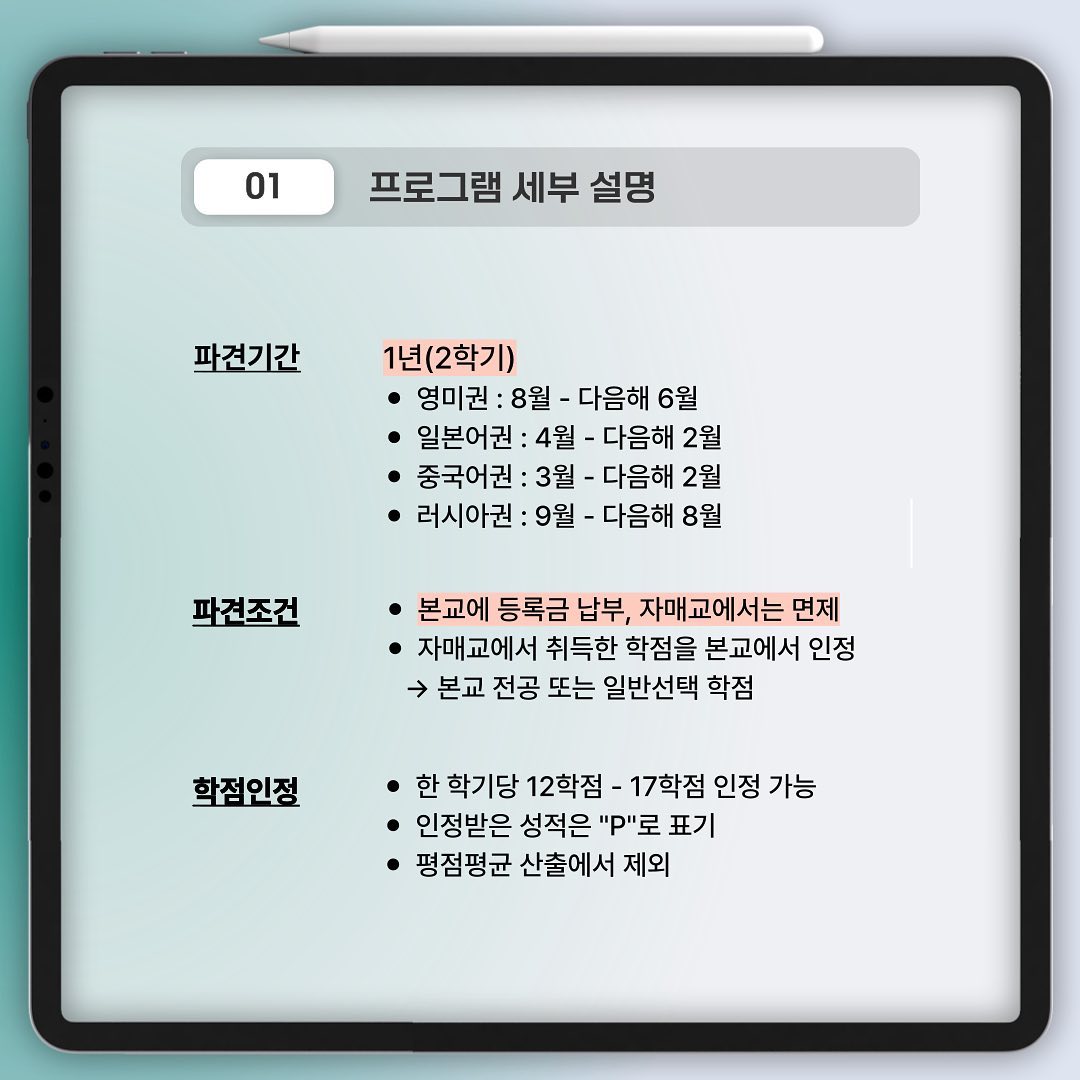 01 프로그램 세부 설명
파견기간
1년(2학기)
• 영미권 : 8월 - 다음해 6월
• 일본어권 : 4월 - 다음해 2월
• 중국어권 : 3월 - 다음해 2월
• 러시아권 : 9월 - 다음해 8월
파견조건
• 본교에 등록금 납부, 자매교에서는 면제
• 자매교에서 취득한 학점을 본교에서 인정
→ 본교 전공 또는 일반선택 학점
학점인정
• 한 학기당 12학점 - 17학점 인정 가능
• 인정받은 성적은 "P"로 표기
• 평점평균 산출에서 제외